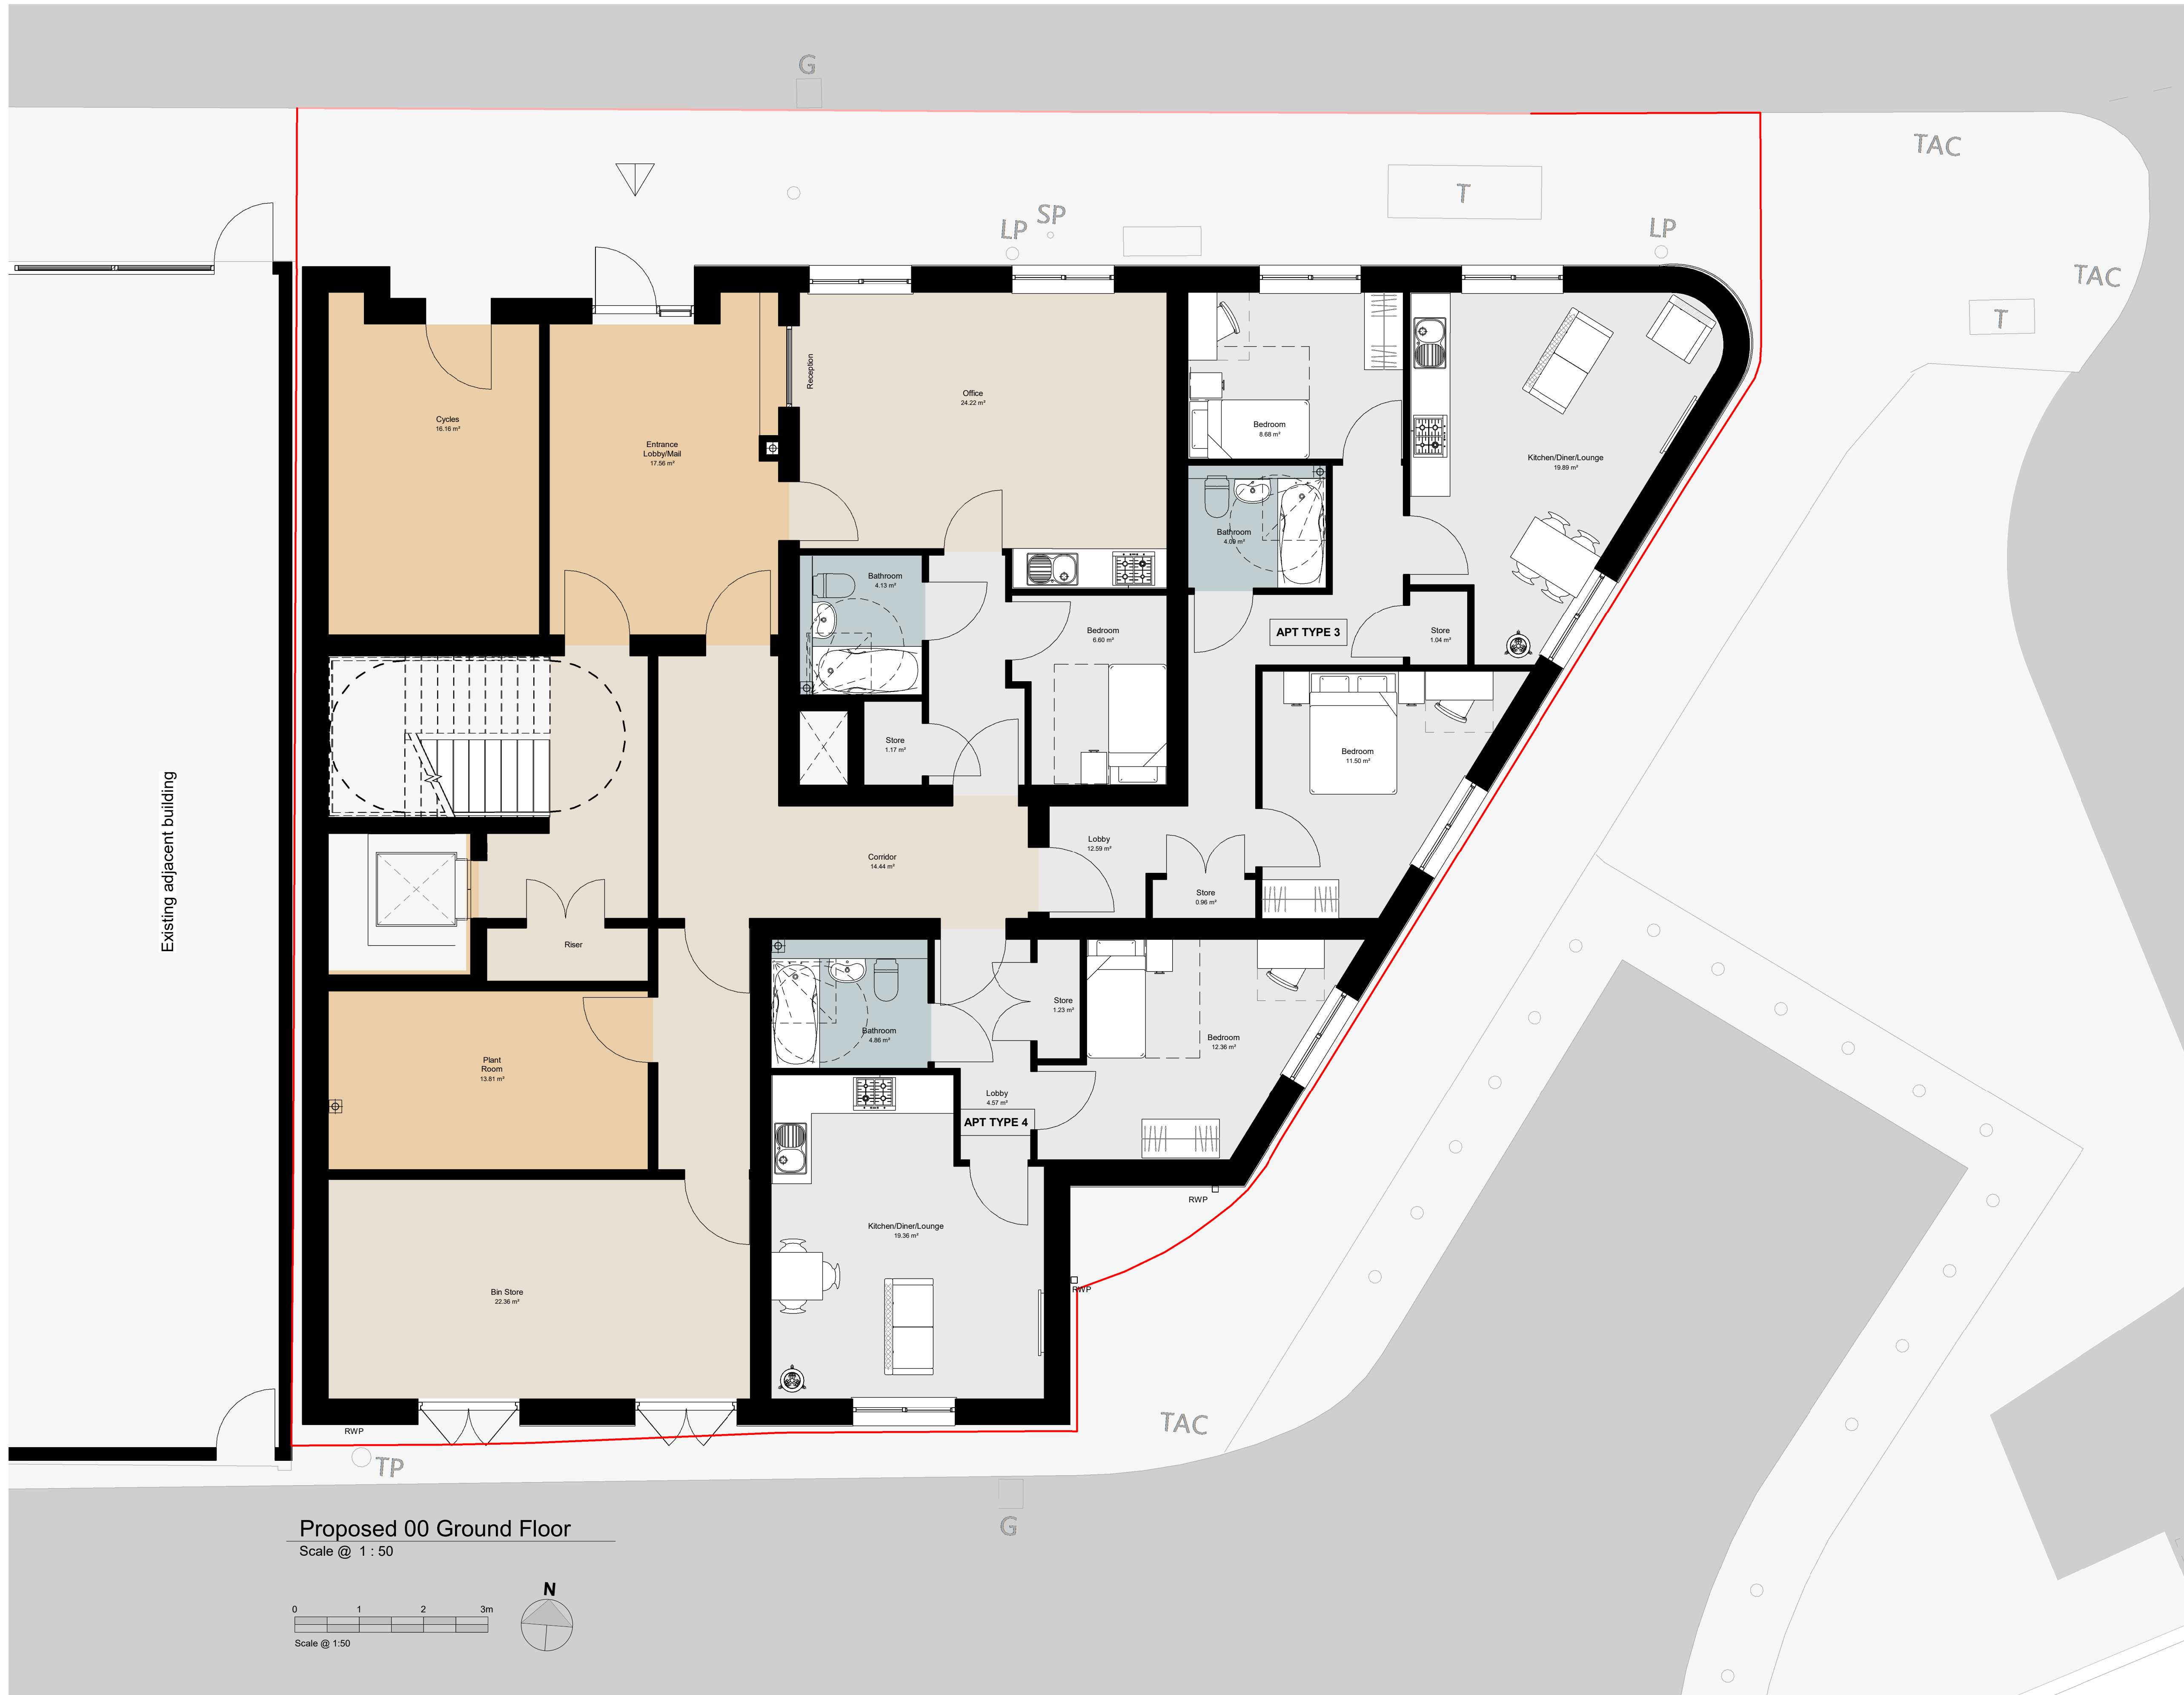 G
TAC
T
SP
LP
LP
TAC
T
Reception
Office
24.22 m²
Cycles
16.16 m²
Entrance
Lobby/Mail
17.56 m²
Bedroom
8.68 m²
Kitchen/Diner/Lounge
19.89 m²
Bathroom
4.09 m²
Bathroom
4.13 m²
Bedroom
6.60 m²
APT TYPE 3
Store
1.04 m²
Store
1.17 m²
Bedroom
11.50 m²
Existing adjacent building
Corridor
14.44 m²
Lobby
12.59 m²
Store
0.96 m²
Riser
Store
1.23 m²
Bathroom
4.86 m²
Bedroom
12.36 m²
Plant
Room
13.81 m²
Lobby
4.57 m²
APT TYPE 4
RWP
Kitchen/Diner/Lounge
19.36 m²
Bin Store
22.36 m²
RWP
RWP
TAC
TP
G
Proposed 00 Ground Floor
Scale @ 1 : 50
N
0 1 2 3m
Scale @ 1:50